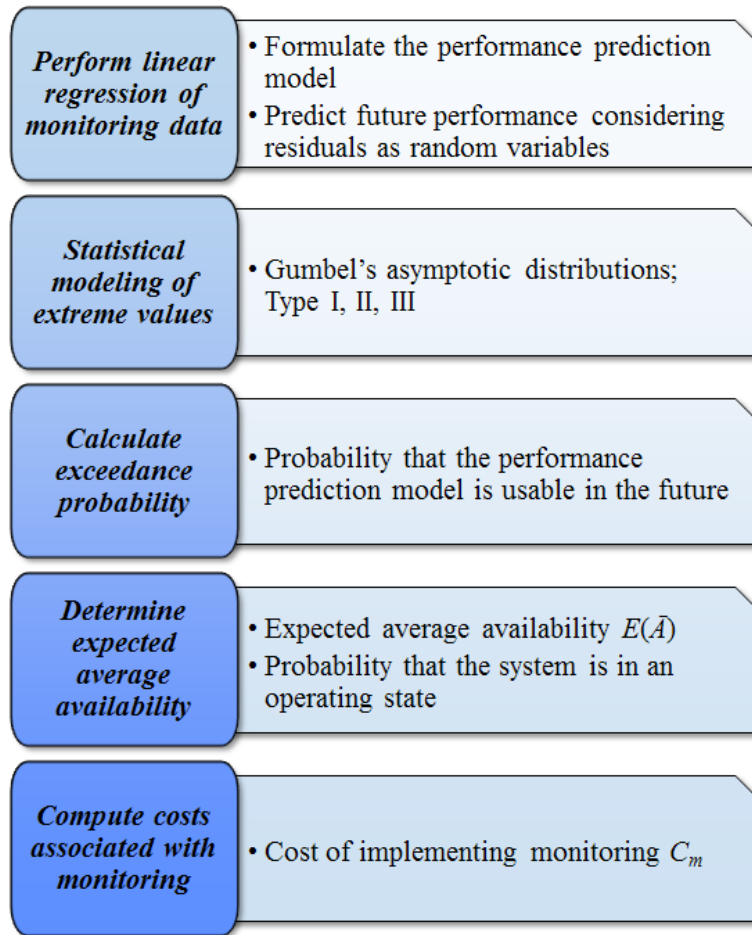 Perform linear
regression of
monitoring data
• Formulate the performance prediction
model
• Predict future performance considering
residuals as random variables
Statistical
modeling of
extreme values
• Gumbel's asymptotic distributions;
Type I, II, III
Calculate
exceedance
probability
• Probability that the performance
prediction model is usable in the future
Determine
expected
average
availability
• Expected average availability E(Ā)
• Probability that the system is in an
operating state
Compute costs
associated with
monitoring
• Cost of implementing monitoring Cₘ